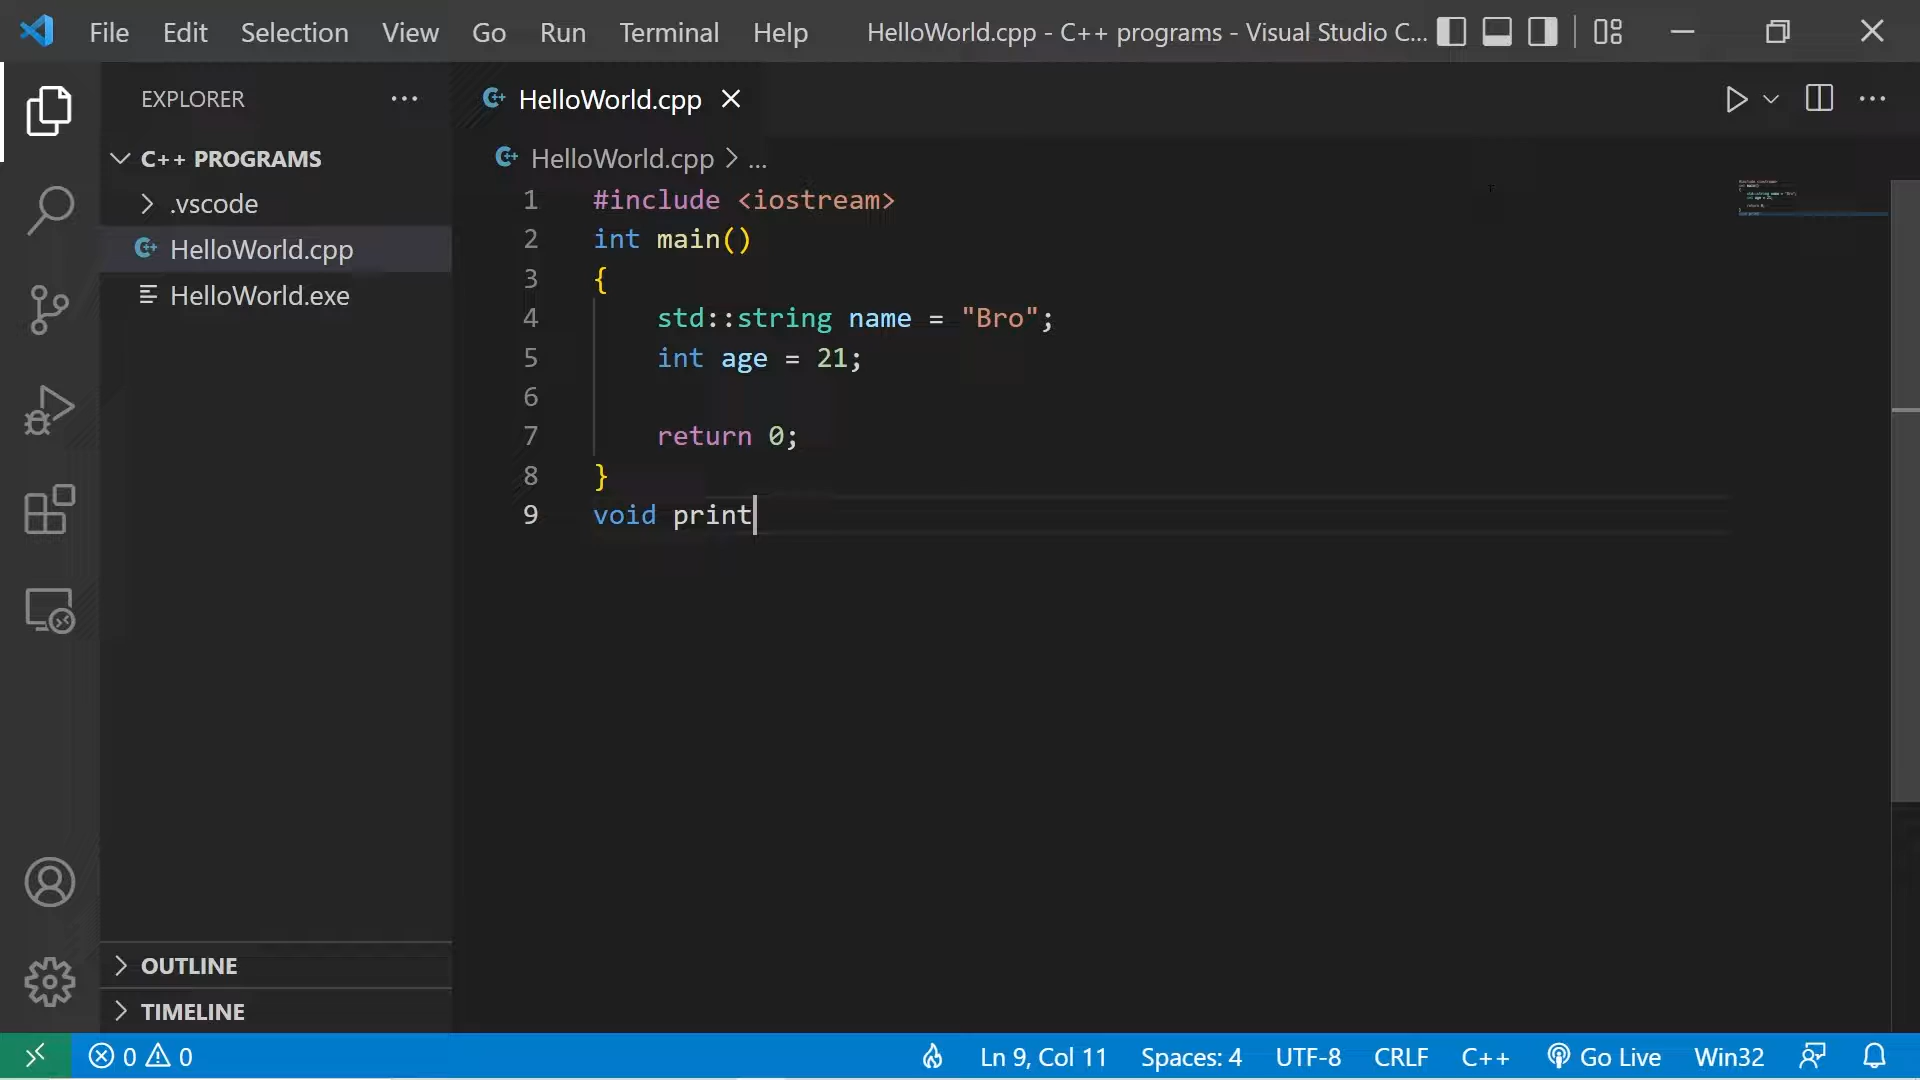 File Edit Selection View Go Run Terminal Help HelloWorld.cpp - C++ programs - Visual Studio C...
EXPLORER
C++ PROGRAMS
.vscode
HelloWorld.cpp
HelloWorld.exe
OUTLINE
TIMELINE
HelloWorld.cpp
HelloWorld.cpp > ...
1 #include <iostream>
2 int main()
3 {
4 std::string name = "Bro";
5 int age = 21;
6
7 return 0;
8 }
9 void print
0 0 Ln 9, Col 11 Spaces: 4 UTF-8 CRLF C++ Go Live Win32